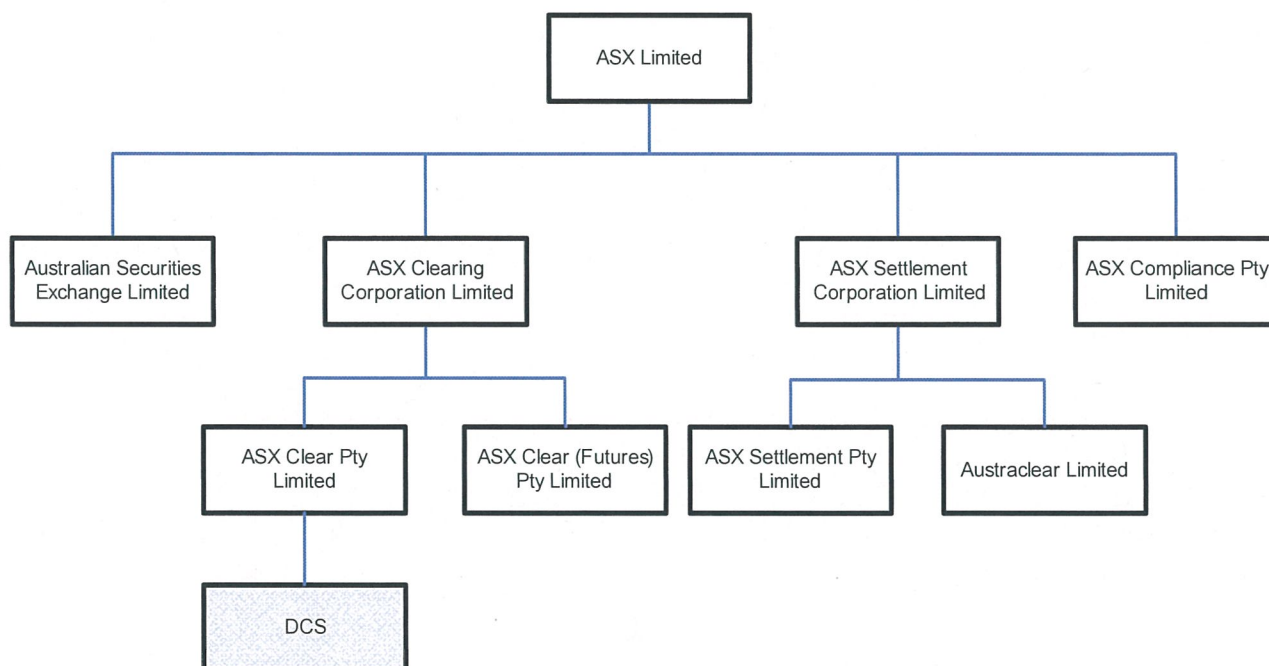 ASX Limited
Australian Securities
Exchange Limited
ASX Clearing
Corporation Limited
ASX Settlement
Corporation Limited
ASX Compliance Pty
Limited
ASX Clear Pty
Limited
ASX Clear (Futures)
Pty Limited
ASX Settlement Pty
Limited
Austraclear Limited
DCS